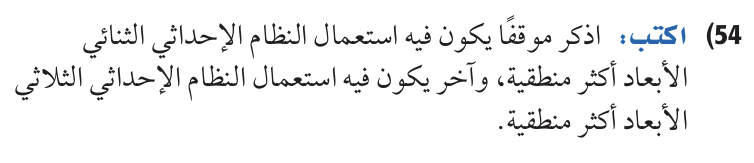 54) اكتب: اذكر موقفًا يكون فيه استعمال النظام الإحداثي الثنائي
الأبعاد أكثر منطقية، وآخر يكون فيه استعمال النظام الإحداثي الثلاثي
الأبعاد أكثر منطقية.